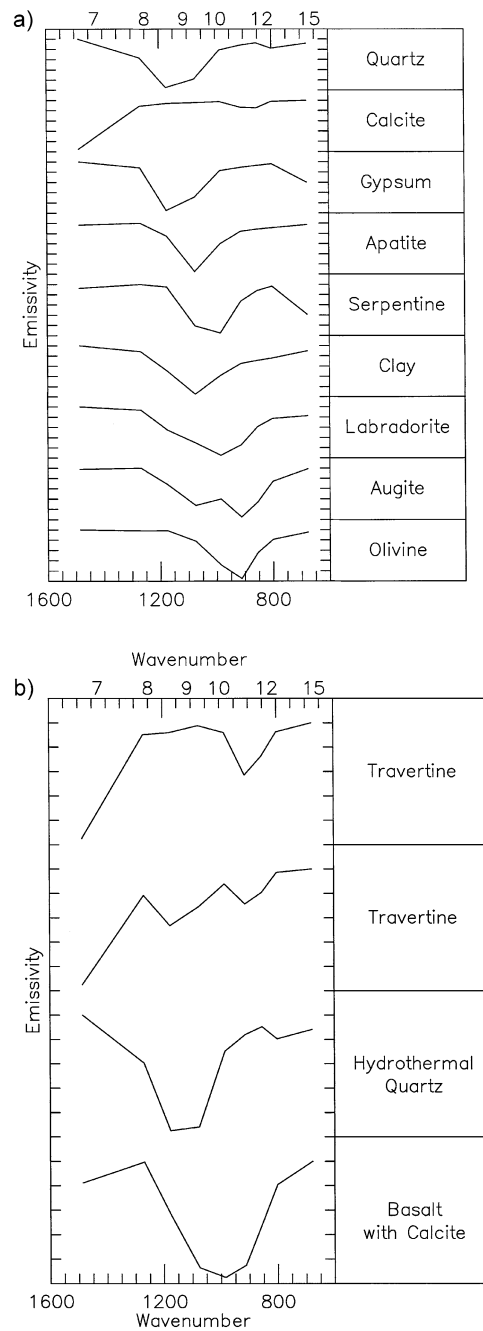 a)
7 8 9 10 12 15
Quartz
Calcite
Gypsum
Apatite
Serpentine
Clay
Labradorite
Augite
Olivine
Emissivity
1600 1200 800
Wavenumber
b)
7 8 9 10 12 15
Travertine
Travertine
Hydrothermal
Quartz
Basalt
with Calcite
Emissivity
1600 1200 800
Wavenumber